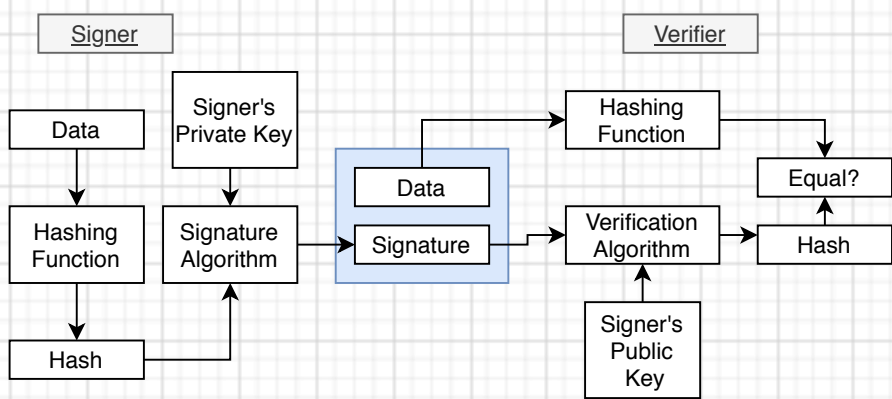 Signer
Verifier
Signer's
Private Key
Data
Hashing
Function
Hash
Signature
Algorithm
Data
Signature
Hashing
Function
Verification
Algorithm
Signer's
Public
Key
Equal?
Hash